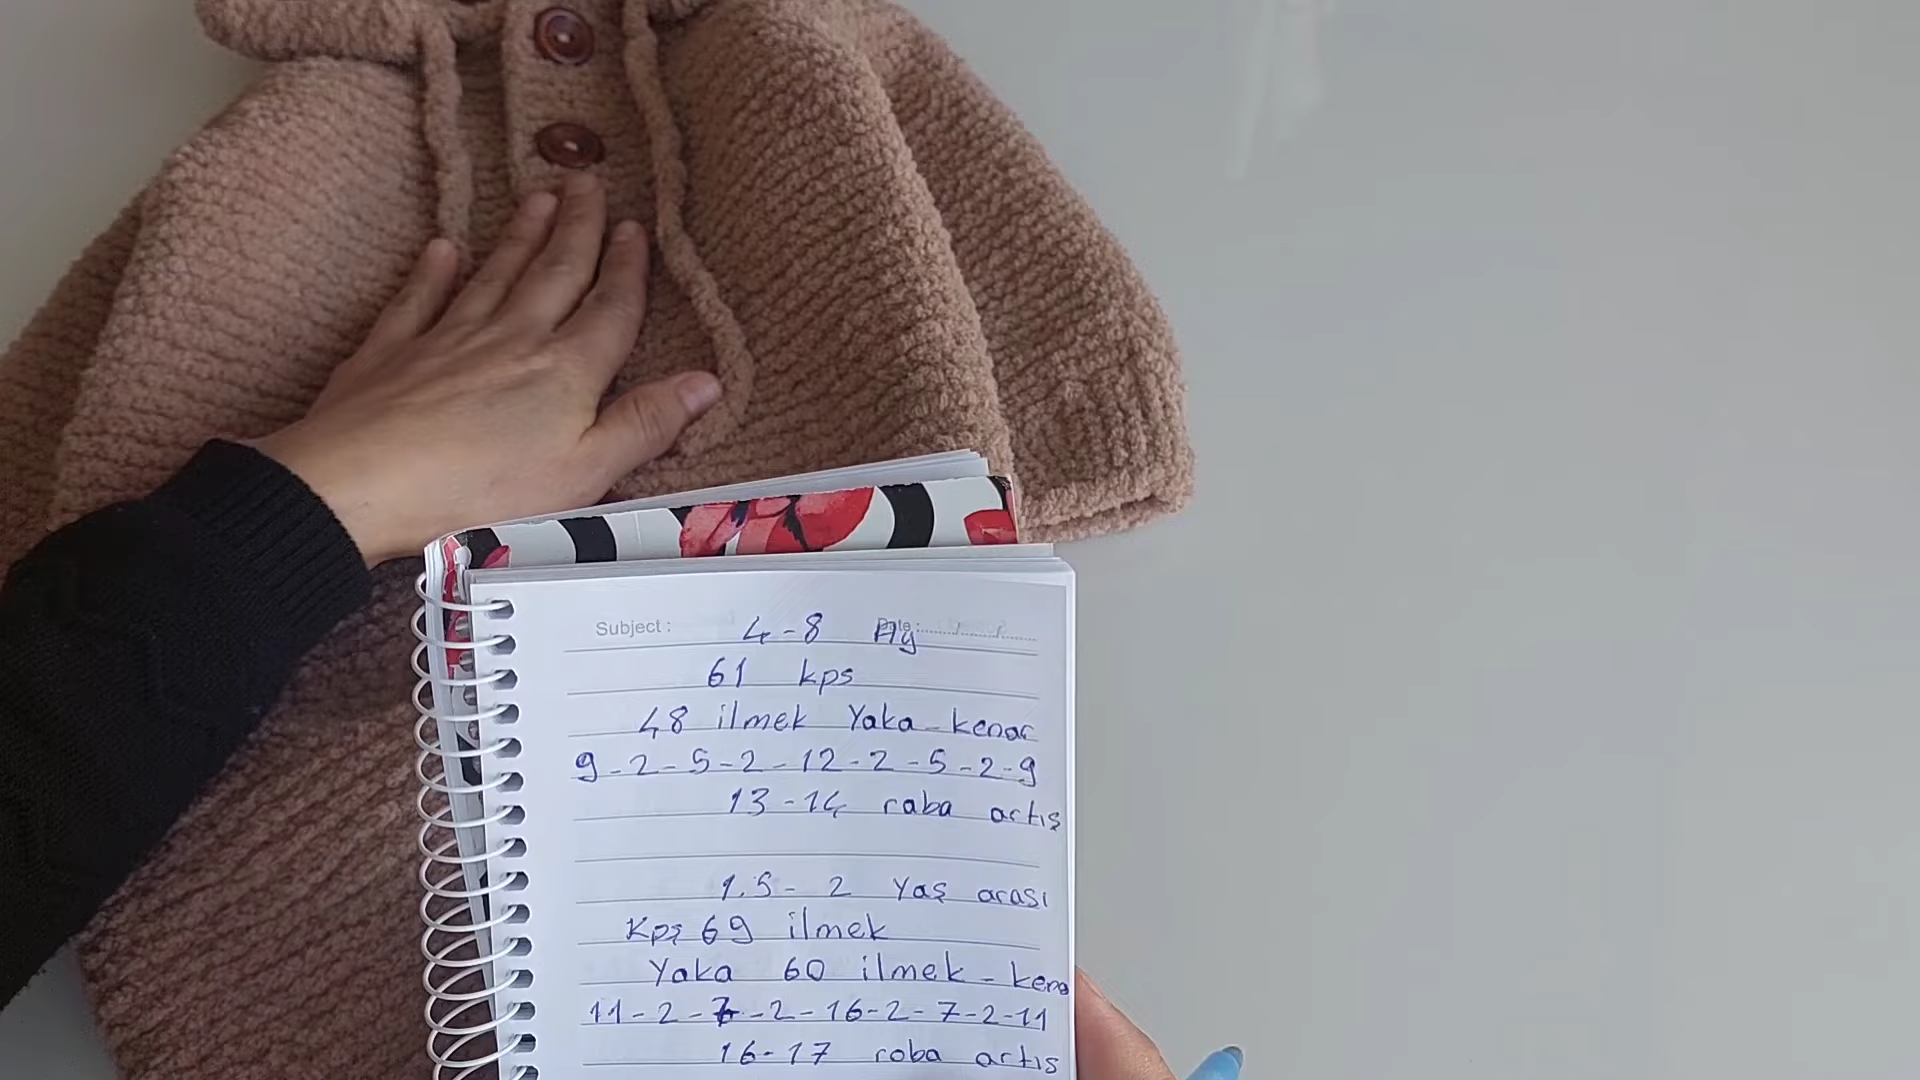 Subject : 4-8 Ay Date :
61 kps
48 ilmek Yaka-kenar
9-2-5-2-12-2-5-2-9
13-14 raba artış
1,5-2 Yaş arası
Kpş 69 ilmek
Yaka 60 ilmek-kena
11-2-7-2-16-2-7-2-11
16-17 roba artış